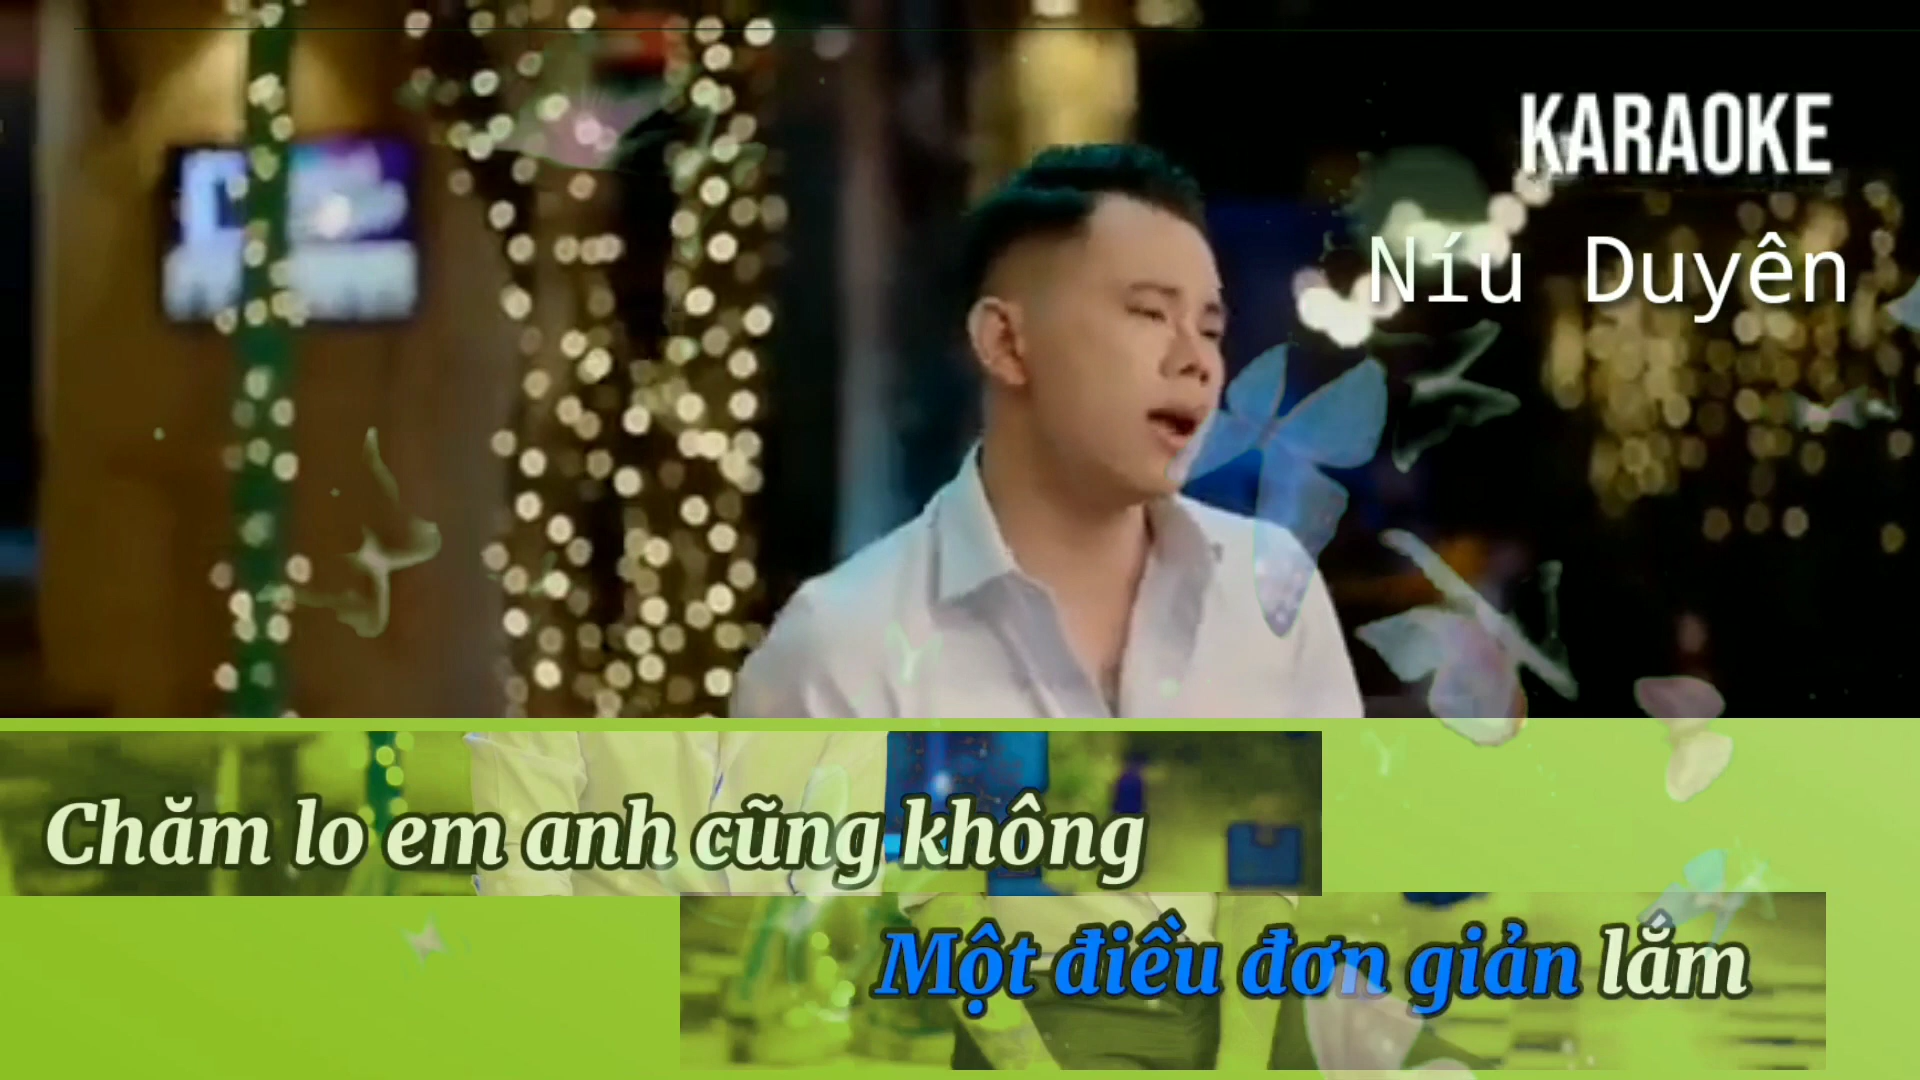 KARAOKE
Níu Duyên
Chăm lo em anh cũng không
Một điều đơn giản lắm